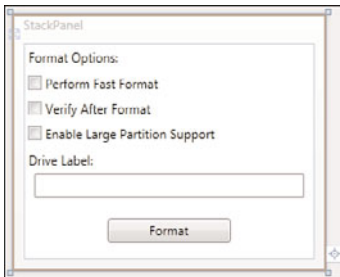 StackPanel
Format Options:
Perform Fast Format
Verify After Format
Enable Large Partition Support
Drive Label:
Format